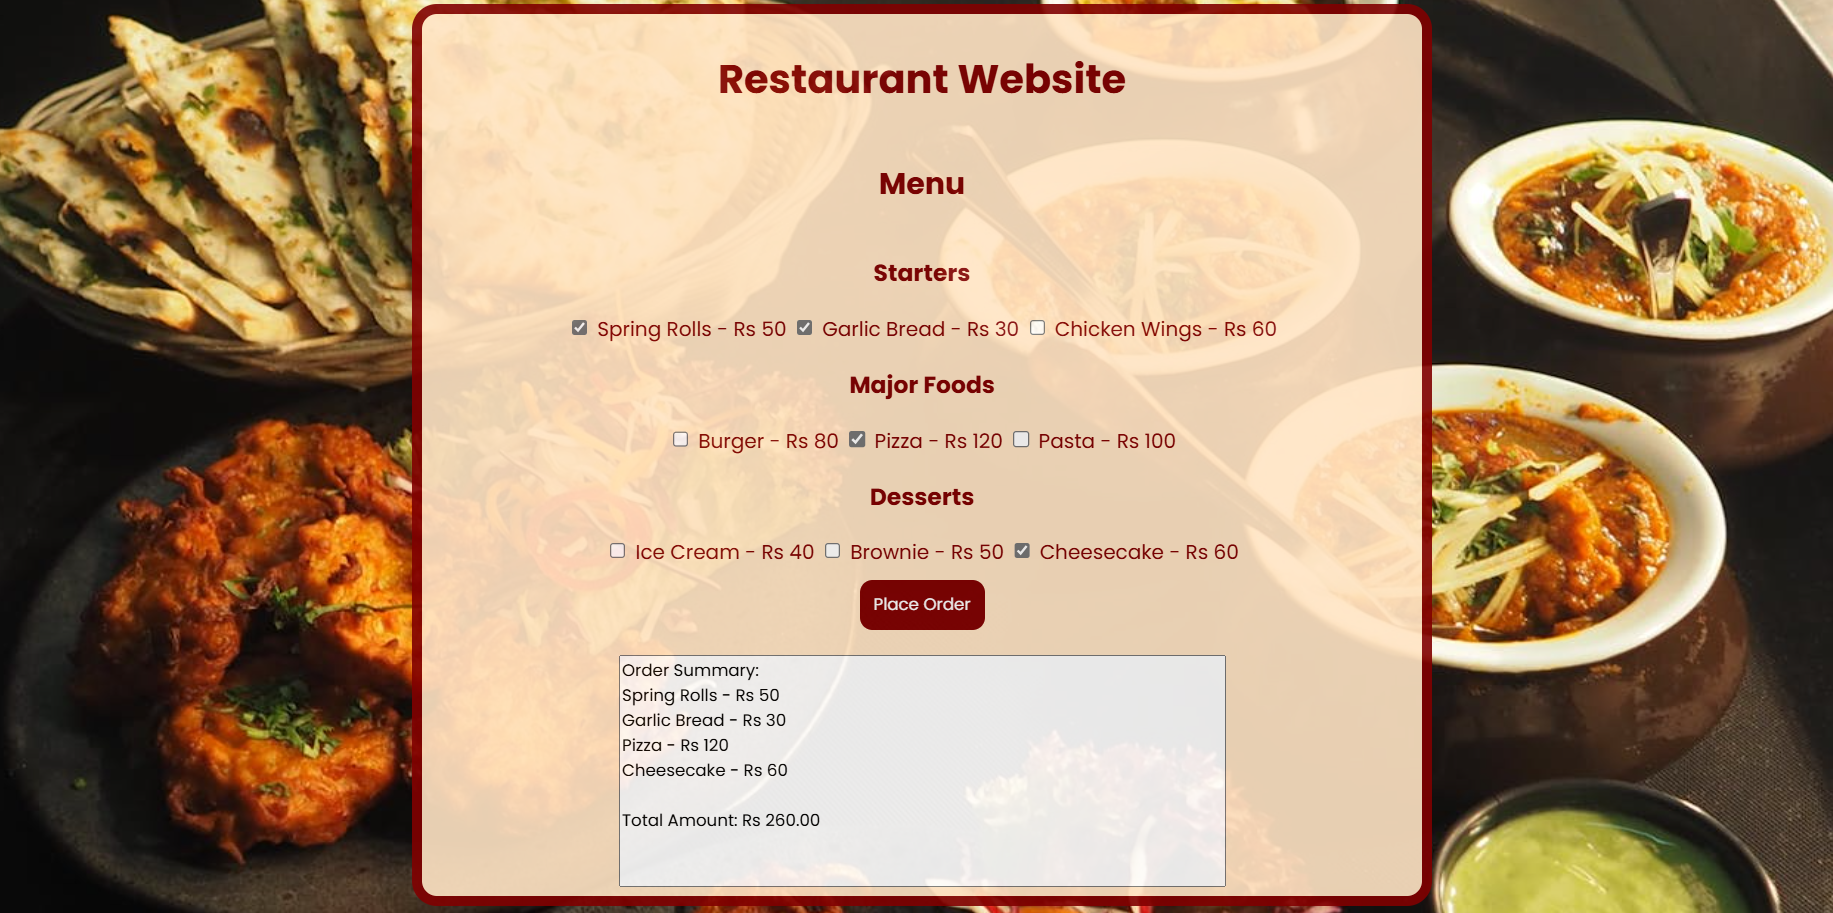 Restaurant Website
Menu
Starters
Spring Rolls - Rs 50 Garlic Bread - Rs 30 Chicken Wings - Rs 60
Major Foods
Burger - Rs 80 Pizza - Rs 120 Pasta - Rs 100
Desserts
Ice Cream - Rs 40 Brownie - Rs 50 Cheesecake - Rs 60
Place Order
Order Summary:
Spring Rolls - Rs 50
Garlic Bread - Rs 30
Pizza - Rs 120
Cheesecake - Rs 60
Total Amount: Rs 260.00